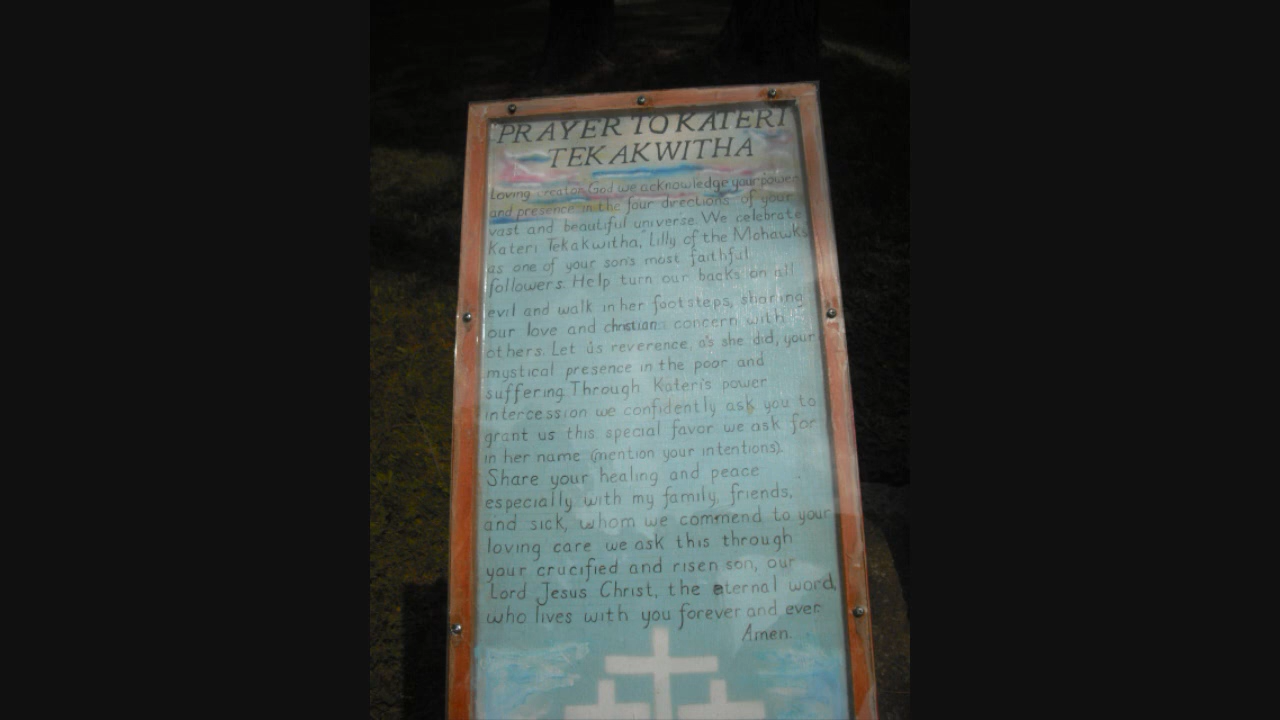 PRAYER TO KATERI
TEKAKWITHA
Loving creator God we acknowledge your power
and presence in the four directions of your
vast and beautiful universe. We celebrate
Kateri Tekakwitha, "Lilly of the Mohawks
as one of your son's most faithful
followers. Help turn our backs on all
evil and walk in her footsteps, sharing
our love and christian concern with
others. Let us reverence, as she did, your
mystical presence in the poor and
suffering. Through Kateri's power
intercession we confidently ask you to
grant us this special favor we ask for
in her name (mention your intentions).
Share your healing and peace
especially with my family, friends,
and sick, whom we commend to your
loving care we ask this through
your crucified and risen son, our
Lord Jesus Christ, the eternal word,
who lives with you forever and ever.
Amen.